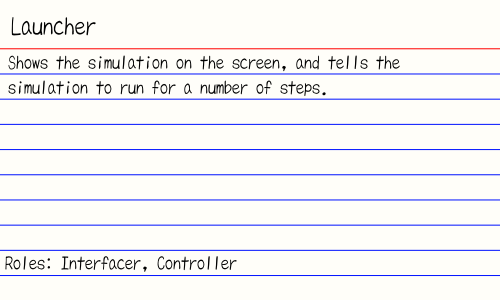 Launcher
Shows the simulation on the screen, and tells the
simulation to run for a number of steps.
Roles: Interfacer, Controller